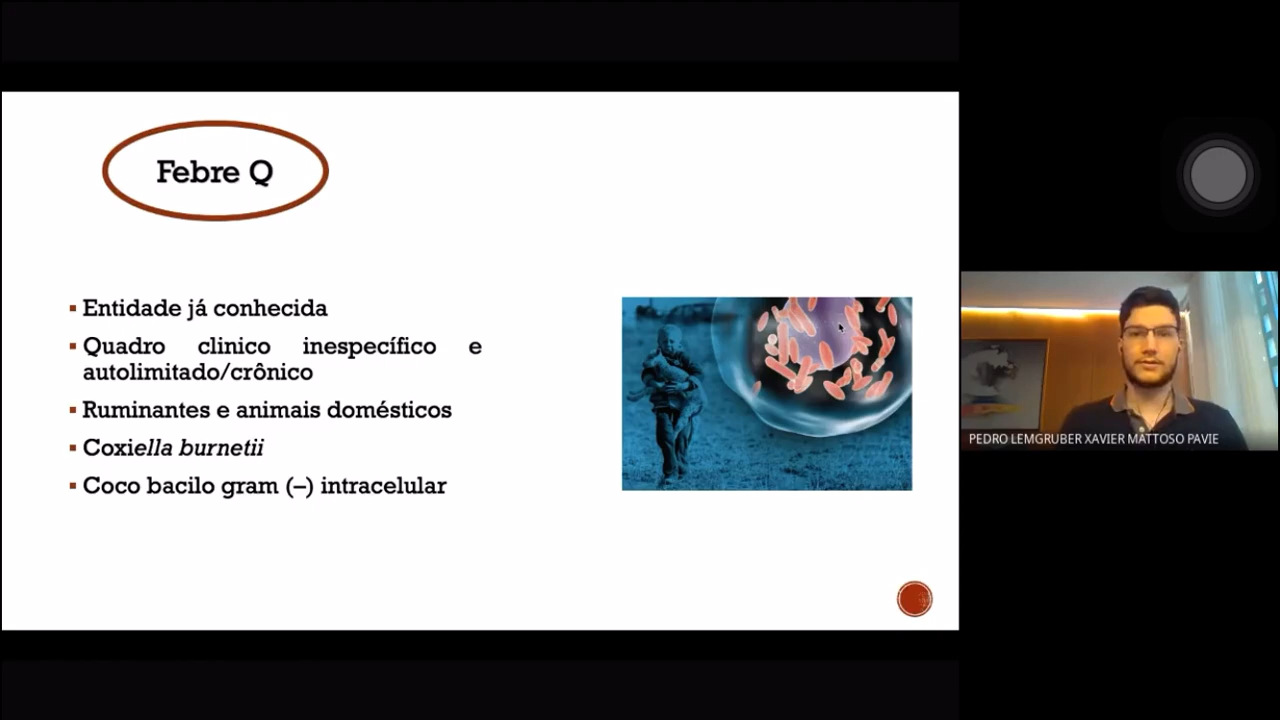 Febre Q
▪ Entidade já conhecida
▪ Quadro clinico inespecífico e
autolimitado/crônico
▪ Ruminantes e animais domésticos
▪ Coxiella burnetii
▪ Coco bacilo gram (–) intracelular
PEDRO LEMGRUBER XAVIER MATTOSO PAVIE